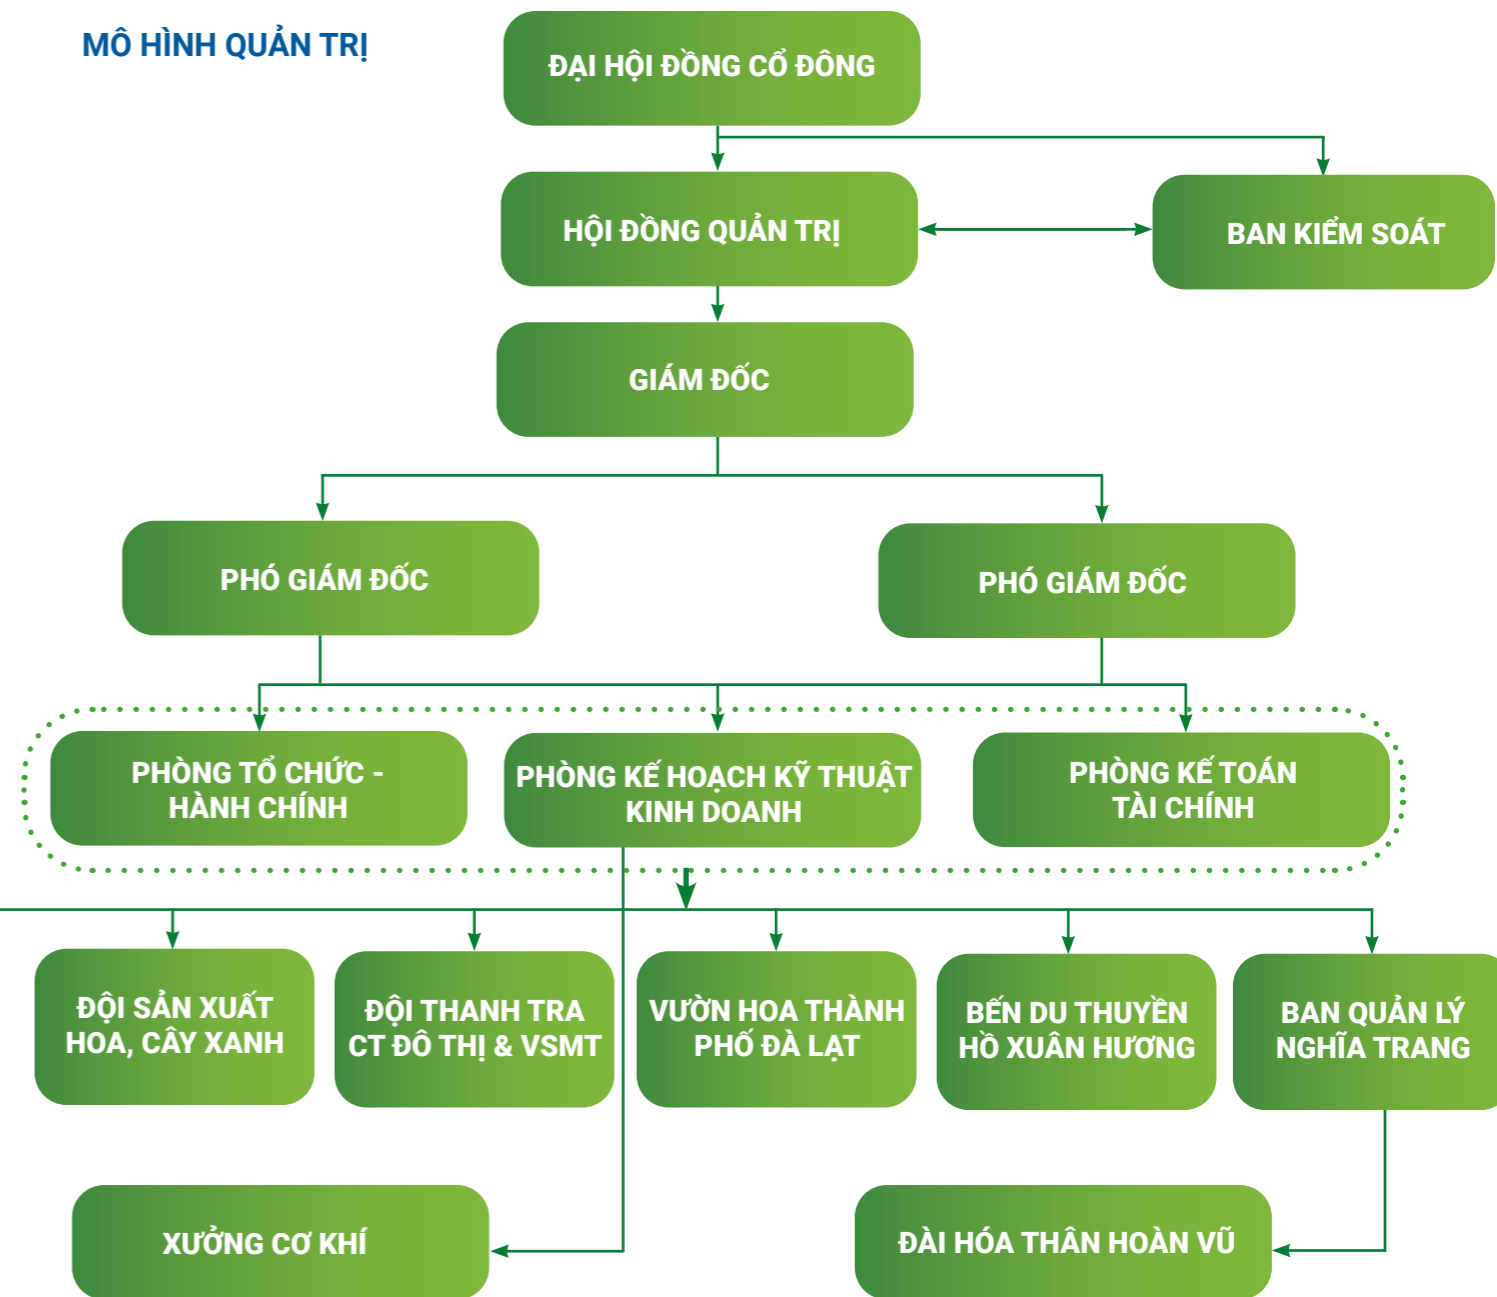 MÔ HÌNH QUẢN TRỊ
ĐẠI HỘI ĐỒNG CỔ ĐÔNG
HỘI ĐỒNG QUẢN TRỊ
BAN KIỂM SOÁT
GIÁM ĐỐC
PHÓ GIÁM ĐỐC
PHÓ GIÁM ĐỐC
PHÒNG TỔ CHỨC -
HÀNH CHÍNH
PHÒNG KẾ HOẠCH KỸ THUẬT
KINH DOANH
PHÒNG KẾ TOÁN
TÀI CHÍNH
ĐỘI SẢN XUẤT
HOA, CÂY XANH
ĐỘI THANH TRA
CT ĐÔ THỊ & VSMT
VƯỜN HOA THÀNH
PHỐ ĐÀ LẠT
BẾN DU THUYỀN
HỒ XUÂN HƯƠNG
BAN QUẢN LÝ
NGHĨA TRANG
XƯỞNG CƠ KHÍ
ĐÀI HÓA THÂN HOÀN VŨ